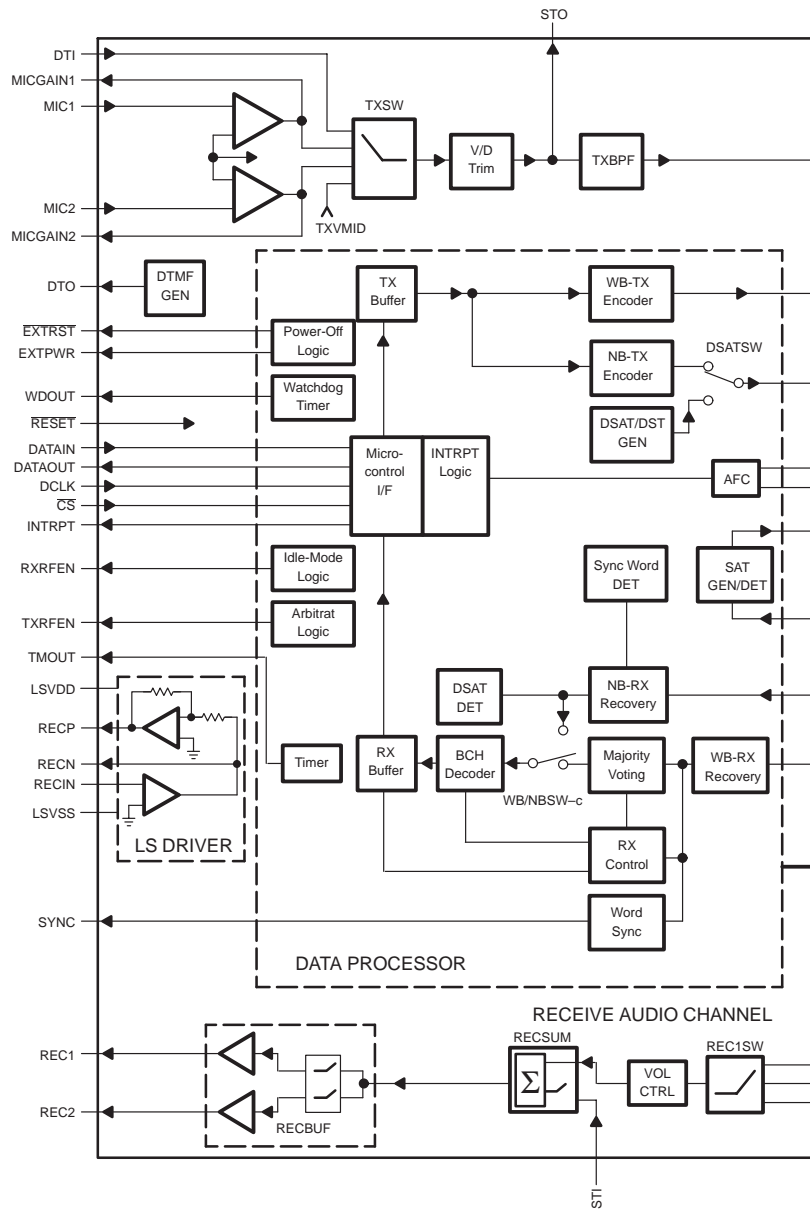 STO
DTI
MICGAIN1
MIC1
MIC2
MICGAIN2
TXSW
TXVMID
V/D
Trim
TXBPF
DTO
DTMF
GEN
EXTRST
EXTPWR
Power-Off
Logic
WDOUT
Watchdog
Timer
RESET
DATAIN
DATAOUT
DCLK
CS
INTRPT
TX
Buffer
WB-TX
Encoder
NB-TX
Encoder
DSATSW
DSAT/DST
GEN
Micro-
control
I/F
INTRPT
Logic
AFC
RXRFEN
Idle-Mode
Logic
Sync Word
DET
SAT
GEN/DET
TXRFEN
Arbitrat
Logic
TMOUT
LSVDD
RECP
RECN
RECIN
LSVSS
LS DRIVER
DSAT
DET
NB-RX
Recovery
Timer
RX
Buffer
BCH
Decoder
WB/NBSW–c
Majority
Voting
WB-RX
Recovery
RX
Control
SYNC
Word
Sync
DATA PROCESSOR
RECEIVE AUDIO CHANNEL
REC1
REC2
RECBUF
RECSUM
Σ
VOL
CTRL
REC1SW
STI